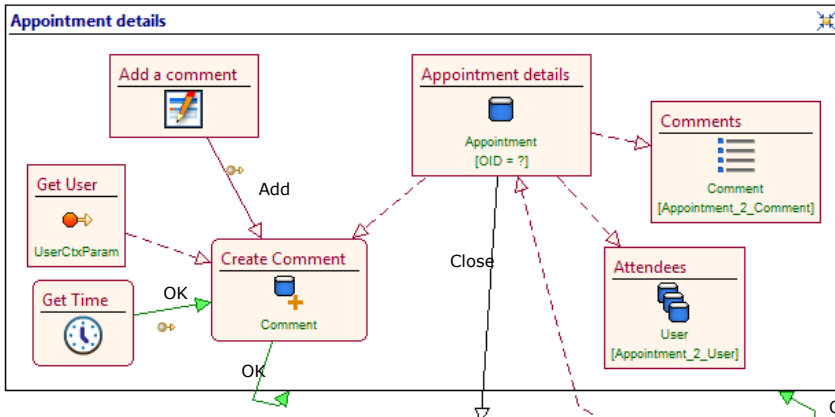 Appointment details
Add a comment
Appointment details
Appointment
[OID = ?]
Comments
Comment
[Appointment_2_Comment]
Get User
UserCtxParam
Add
Create Comment
Comment
Close
Attendees
User
[Appointment_2_User]
Get Time
OK
OK